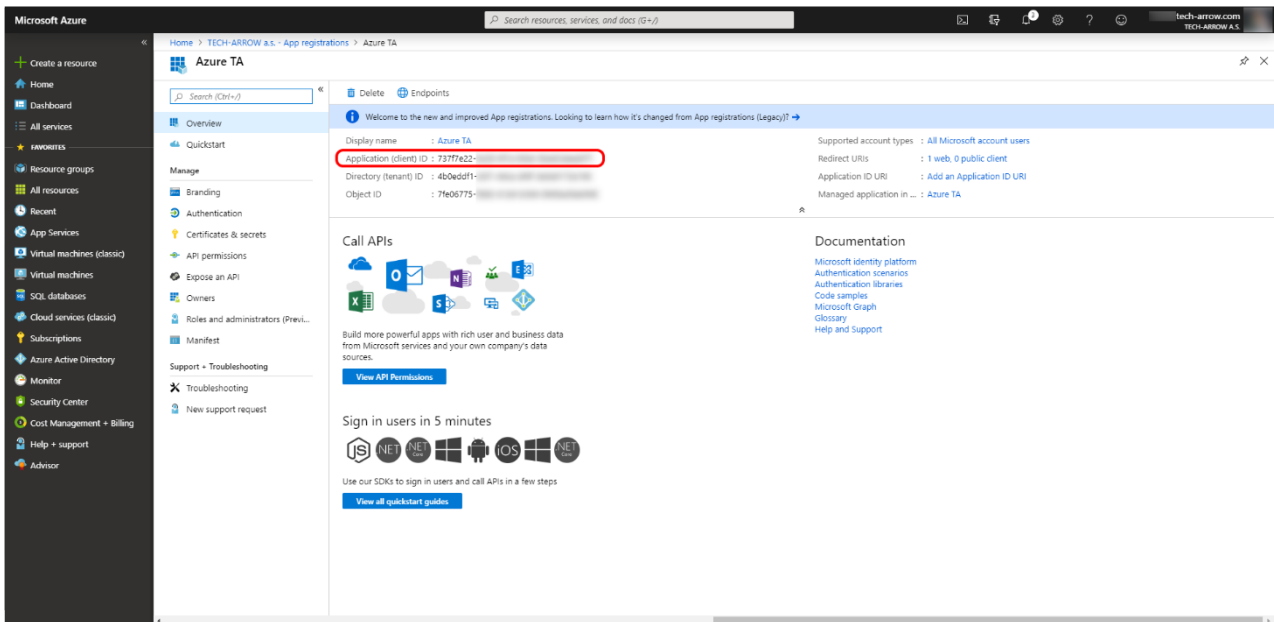 Microsoft Azure
Search resources, services, and docs (G+/)
2
tech-arrow.com
TECH-ARROW A.S.
Create a resource
Home
Dashboard
All services
FAVORITES
Resource groups
All resources
Recent
App Services
Virtual machines (classic)
Virtual machines
SQL databases
Cloud services (classic)
Subscriptions
Azure Active Directory
Monitor
Security Center
Cost Management + Billing
Help + support
Advisor
Home > TECH-ARROW a.s. - App registrations > Azure TA
Azure TA
Search (Ctrl+/)
Overview
Quickstart
Manage
Branding
Authentication
Certificates & secrets
API permissions
Expose an API
Owners
Roles and administrators (Previ...
Manifest
Support + Troubleshooting
Troubleshooting
New support request
Delete Endpoints
Welcome to the new and improved App registrations. Looking to learn how it's changed from App registrations (Legacy)?
Display name : Azure TA
Application (client) ID : 737f7e22-
Directory (tenant) ID : 4b0eddf1-
Object ID : 7fe06775-
Supported account types : All Microsoft account users
Redirect URIs : 1 web, 0 public client
Application ID URI : Add an Application ID URI
Managed application in ... : Azure TA
Call APIs
Build more powerful apps with rich user and business data
from Microsoft services and your own company's data
sources.
View API Permissions
Sign in users in 5 minutes
JS .NET .NET Core iOS .NET Core
Use our SDKs to sign in users and call APIs in a few steps
View all quickstart guides
Documentation
Microsoft identity platform
Authentication scenarios
Authentication libraries
Code samples
Microsoft Graph
Glossary
Help and Support